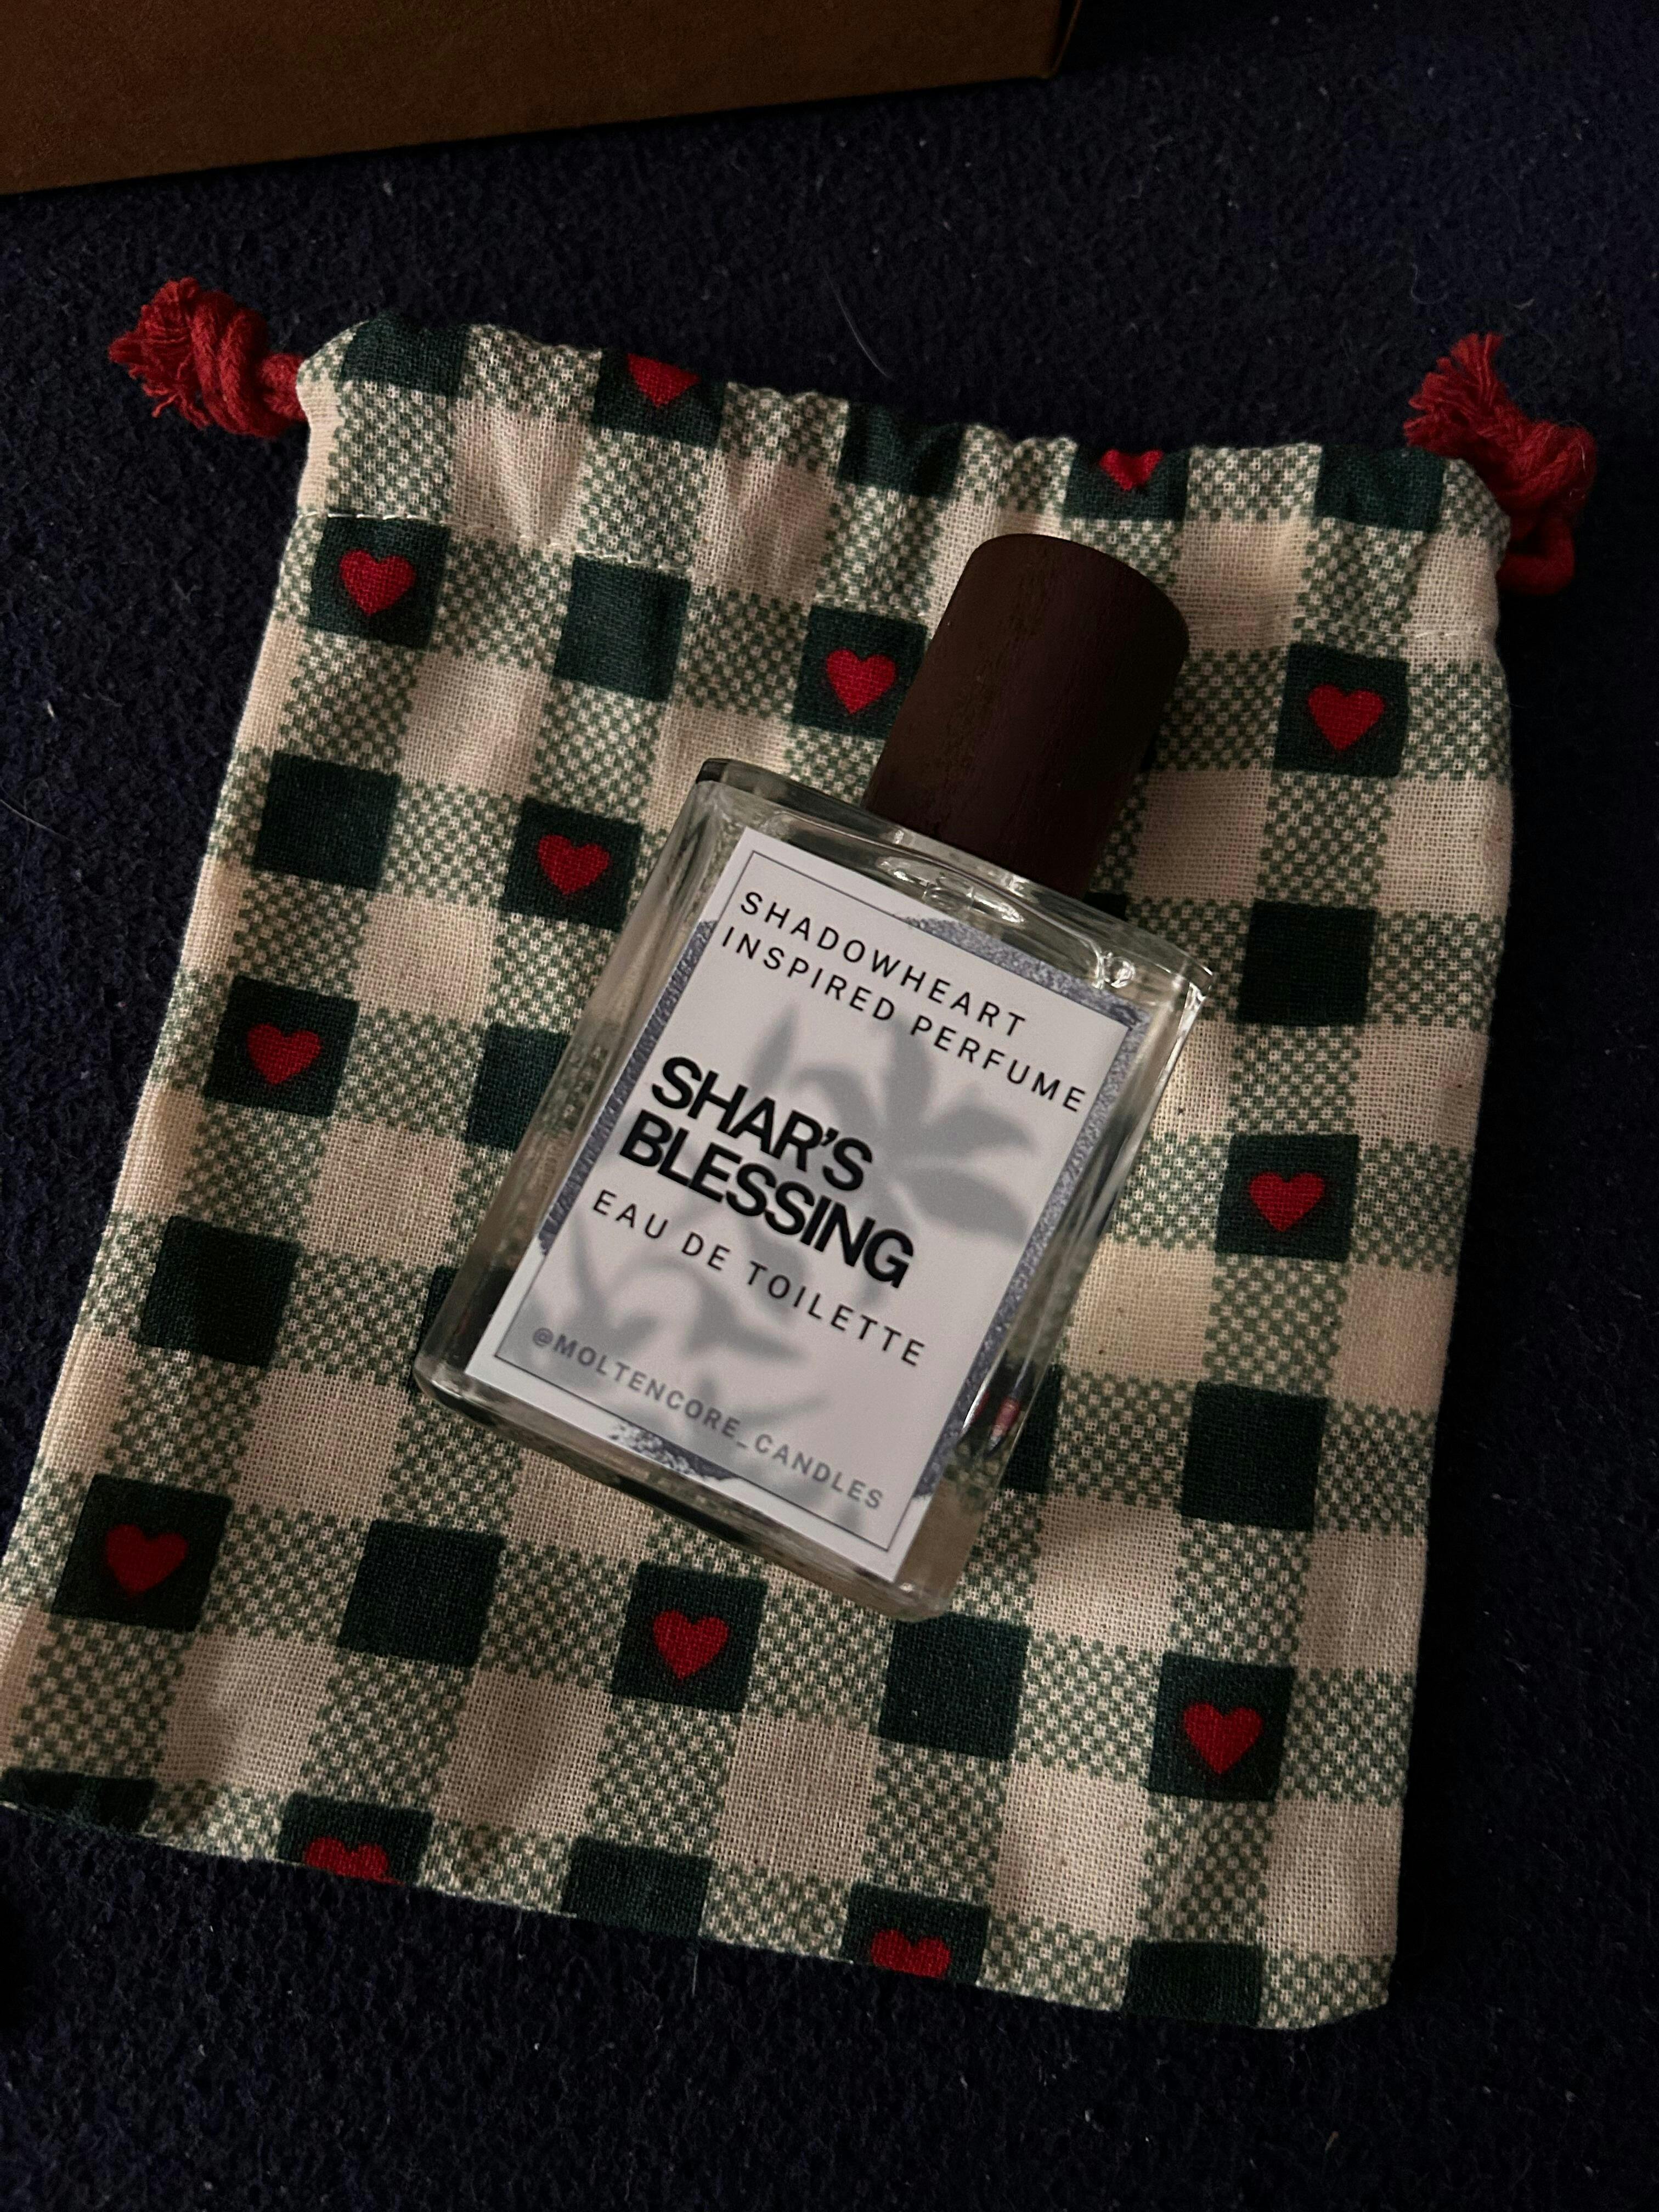 SHADOWHEART
INSPIRED PERFUME
SHAR'S
BLESSING
EAU DE TOILETTE
@MOLTENCORE_CANDLES